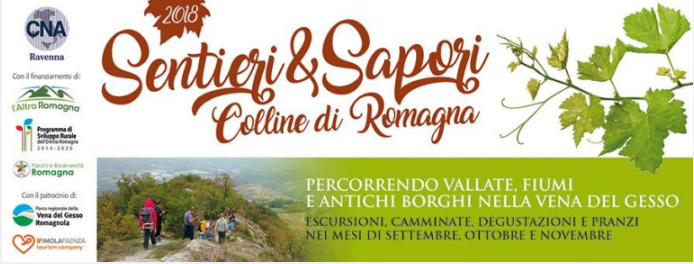 2018
Sentieri&Sapori
Colline di Romagna
CNA
Ravenna
Con il finanziamento di:
l'Altra Romagna
Programma di
Sviluppo Rurale
dell'Emilia-Romagna
2014-2020
Parchi e Biodiversità
Romagna
Con il patrocinio di:
Parco regionale della
Vena del Gesso
Romagnola
IFIMOLAFAENZA
tourism company
PERCORRENDO VALLATE, FIUMI
E ANTICHI BORGHI NELLA VENA DEL GESSO
ESCURSIONI, CAMMINATE, DEGUSTAZIONI E PRANZI
NEI MESI DI SETTEMBRE, OTTOBRE E NOVEMBRE